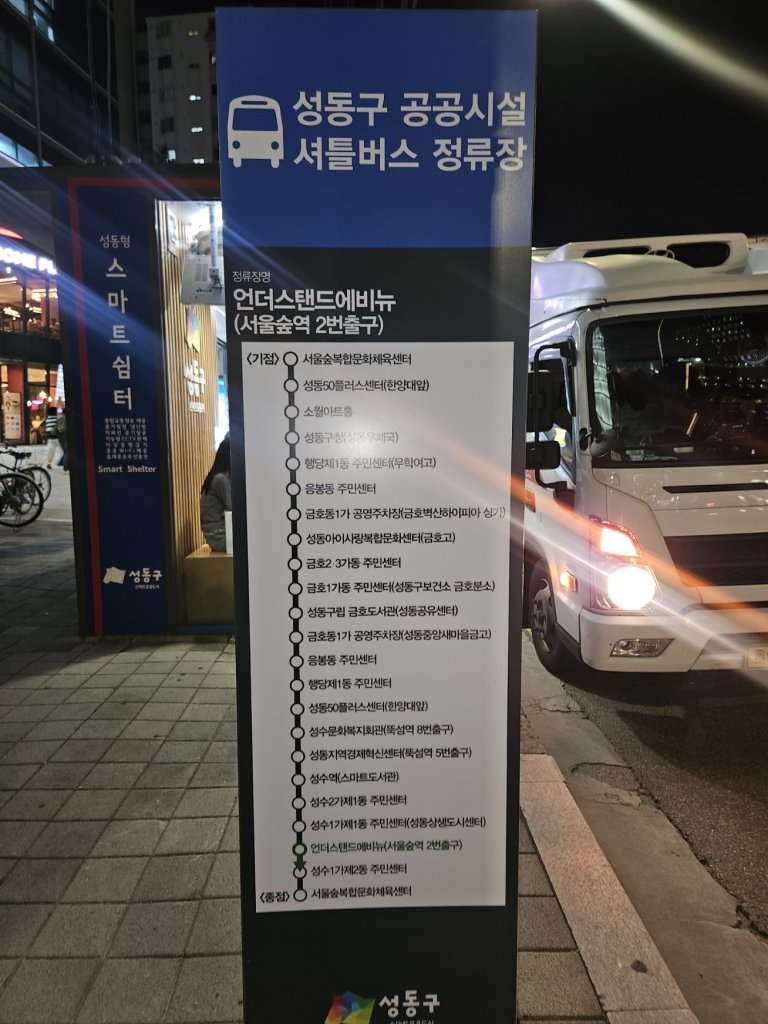 성동구 공공시설
셔틀버스 정류장
정류장명
언더스탠드에비뉴
(서울숲역 2번출구)
<기점> 서울숲복합문화체육센터
성동50플러스센터(한양대앞)
소월아트홀
성동구청(성동우체국)
행당제1동 주민센터(무학여고)
응봉동 주민센터
금호동1가 공영주차장(금호벽산하이피아 상가)
성동아이사랑복합문화센터(금호고)
금호2·3가동 주민센터
금호1가동 주민센터(성동구보건소 금호분소)
성동구립 금호도서관(성동공유센터)
금호동1가 공영주차장(성동중앙새마을금고)
응봉동 주민센터
행당제1동 주민센터
성동50플러스센터(한양대앞)
성수문화복지회관(뚝섬역 8번출구)
성동지역경제혁신센터(뚝섬역 5번출구)
성수역(스마트도서관)
성수2가제1동 주민센터
성수1가제1동 주민센터(성동상생도시센터)
언더스탠드에비뉴(서울숲역 2번출구)
성수1가제2동 주민센터
<종점> 서울숲복합문화체육센터
성동구
성동형
스마트쉼터
Smart Shelter
성동구
성동구